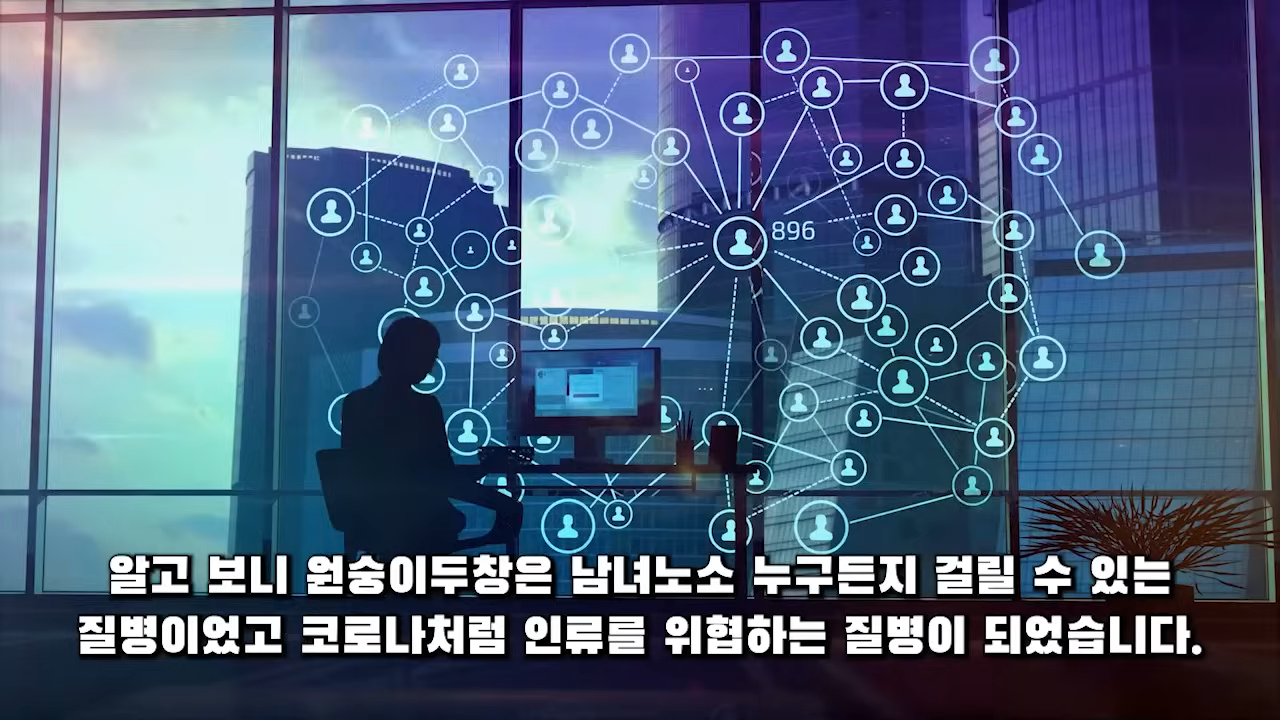 896
알고 보니 원숭이두창은 남녀노소 누구든지 걸릴 수 있는
질병이었고 코로나처럼 인류를 위협하는 질병이 되었습니다.